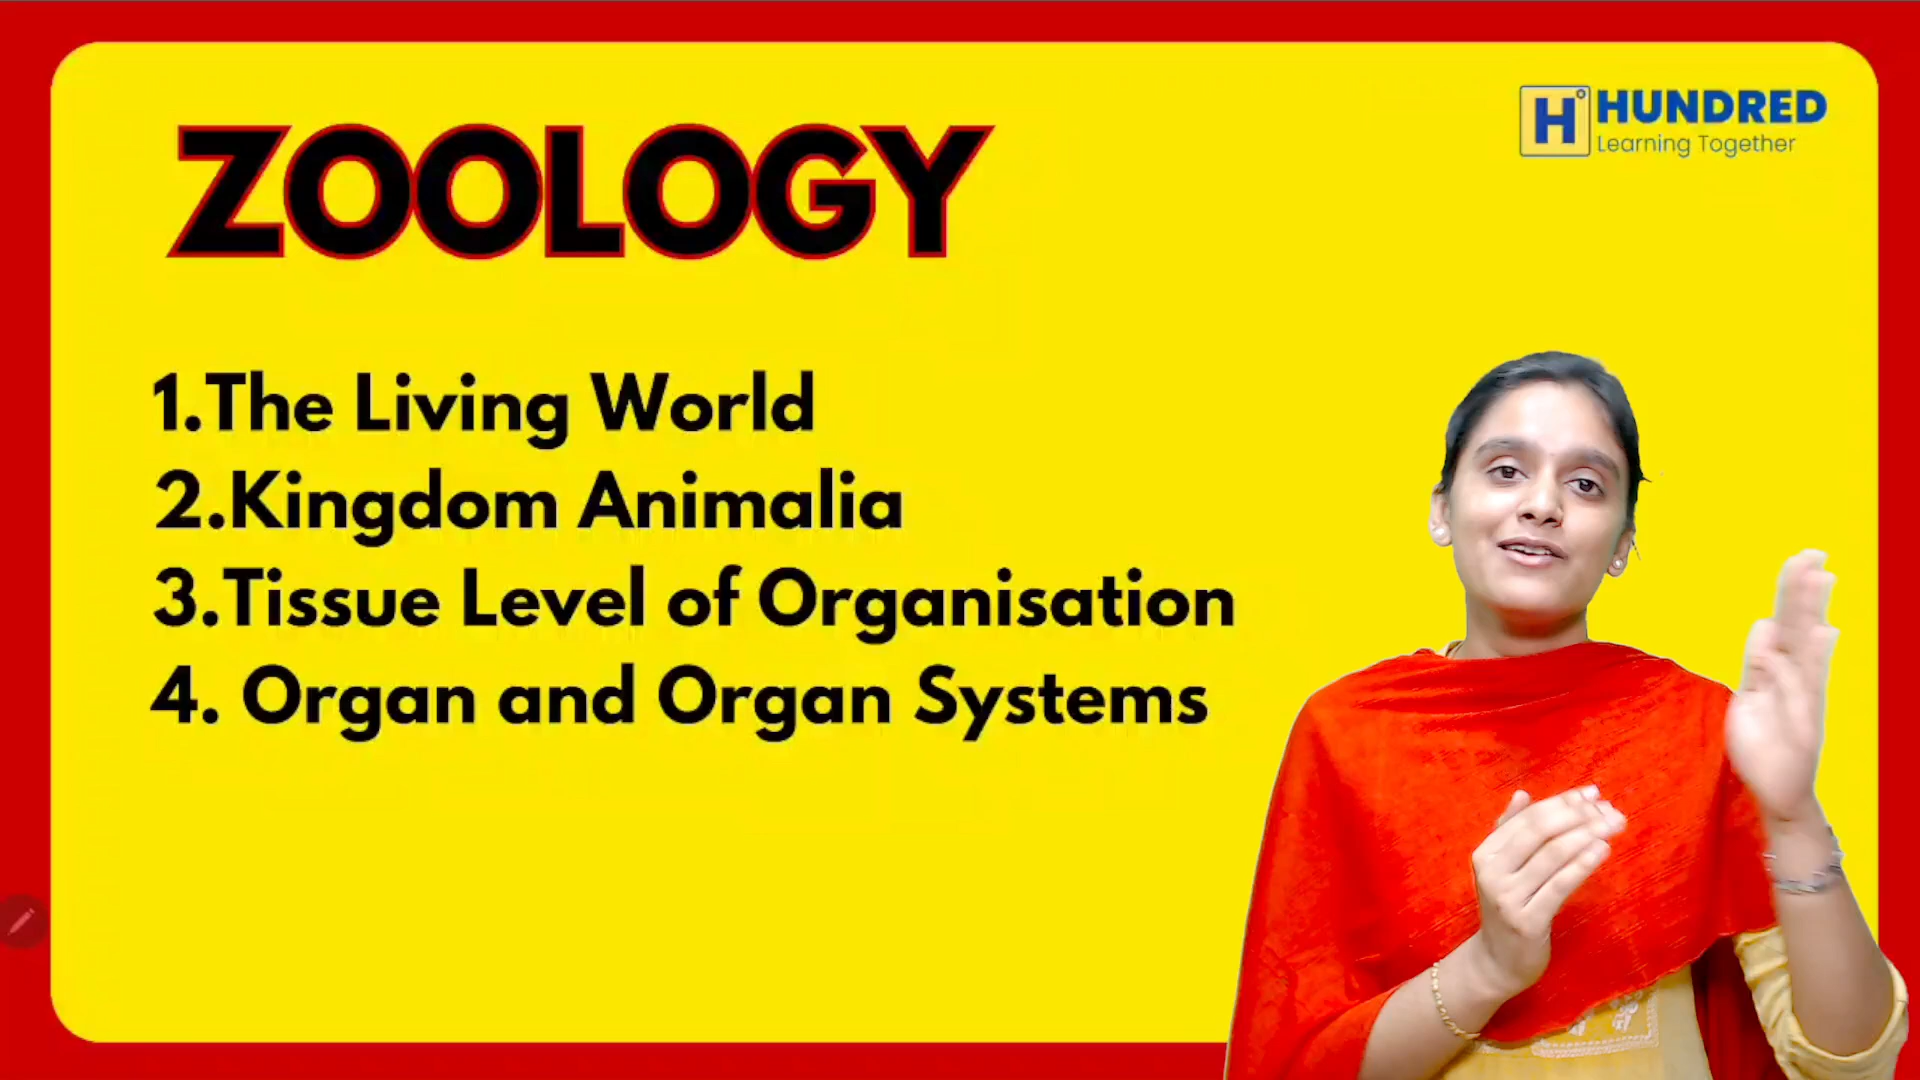 ZOOLOGY
H° HUNDRED
Learning Together
1.The Living World
2.Kingdom Animalia
3.Tissue Level of Organisation
4. Organ and Organ Systems